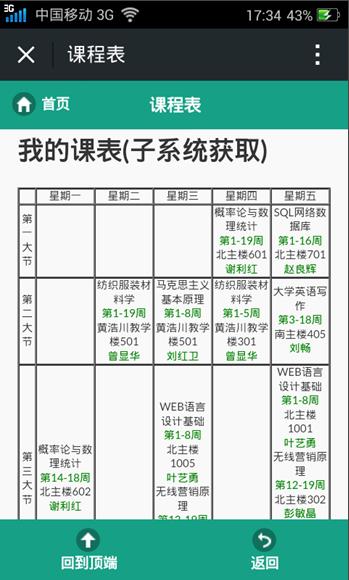 3G 中国移动 3G 17:34 43%
课程表
首页 课程表
我的课表(子系统获取)
星期一 星期二 星期三 星期四 星期五
第一大节
概率论与数
理统计
第1-19周
北主楼601
谢利红
SQL网络数
据库
第1-16周
北主楼701
赵良辉
第二大节
纺织服装材
料学
第1-19周
黄浩川教学
楼501
曾显华
马克思主义
基本原理
第1-8周
黄浩川教学
楼501
刘红卫
纺织服装材
料学
第1-5周
黄浩川教学
楼301
曾显华
大学英语写
作
第3-18周
南主楼405
刘畅
第三大节
概率论与数
理统计
第14-18周
北主楼602
谢利红
WEB语言
设计基础
第1-8周
北主楼
1005
叶艺勇
无线营销原
理
第12-19周
WEB语言
设计基础
第1-8周
北主楼
1001
叶艺勇
无线营销原
理
第12-19周
北主楼302
彭敏晶
回到顶端 返回